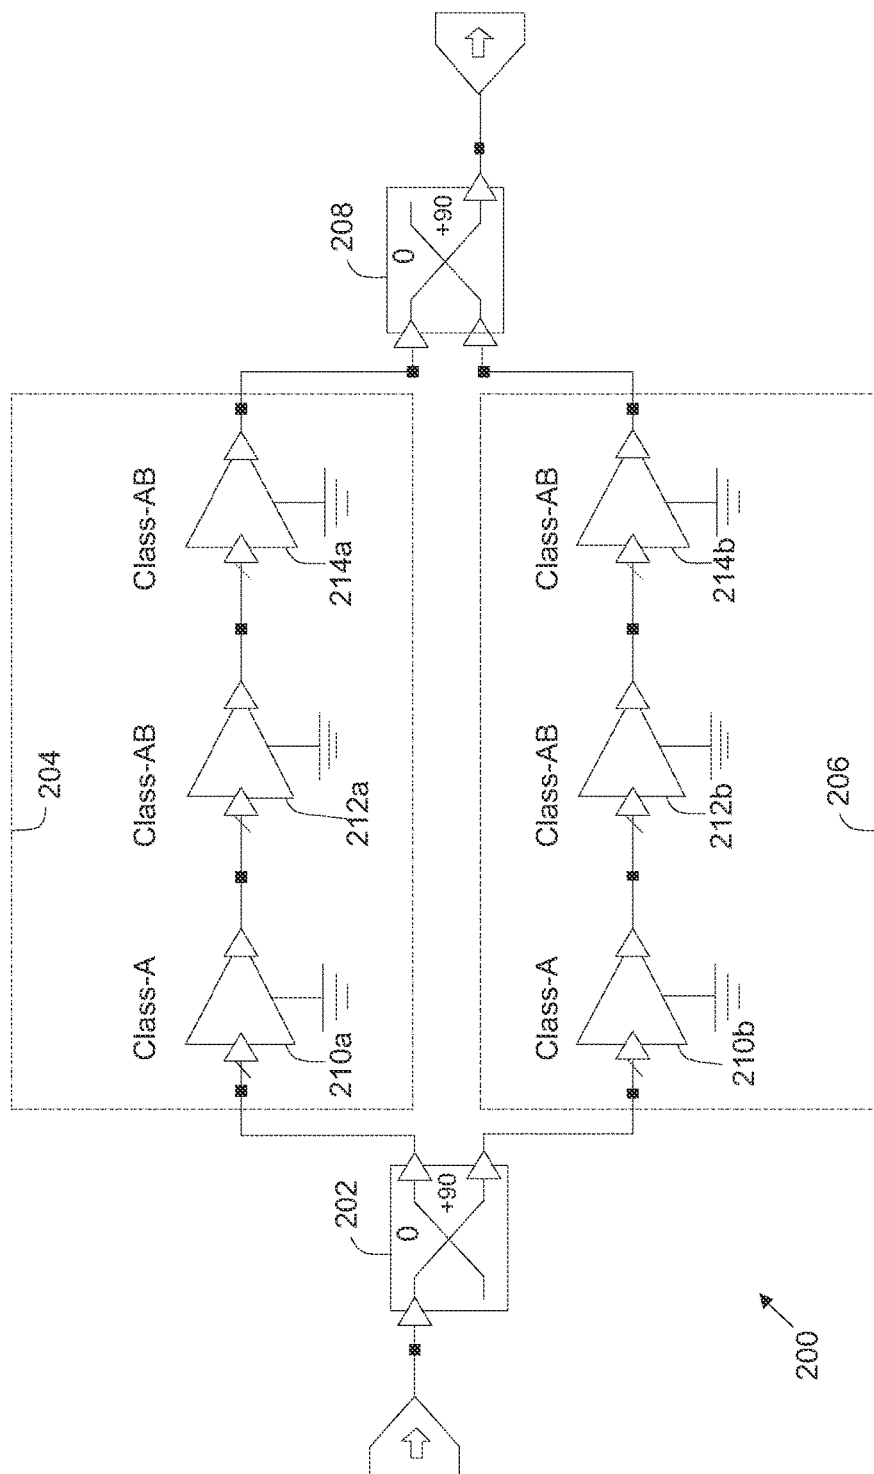 200
202
0
+90
204
Class-A
210a
Class-AB
212a
Class-AB
214a
206
Class-A
210b
Class-AB
212b
Class-AB
214b
208
0
+90